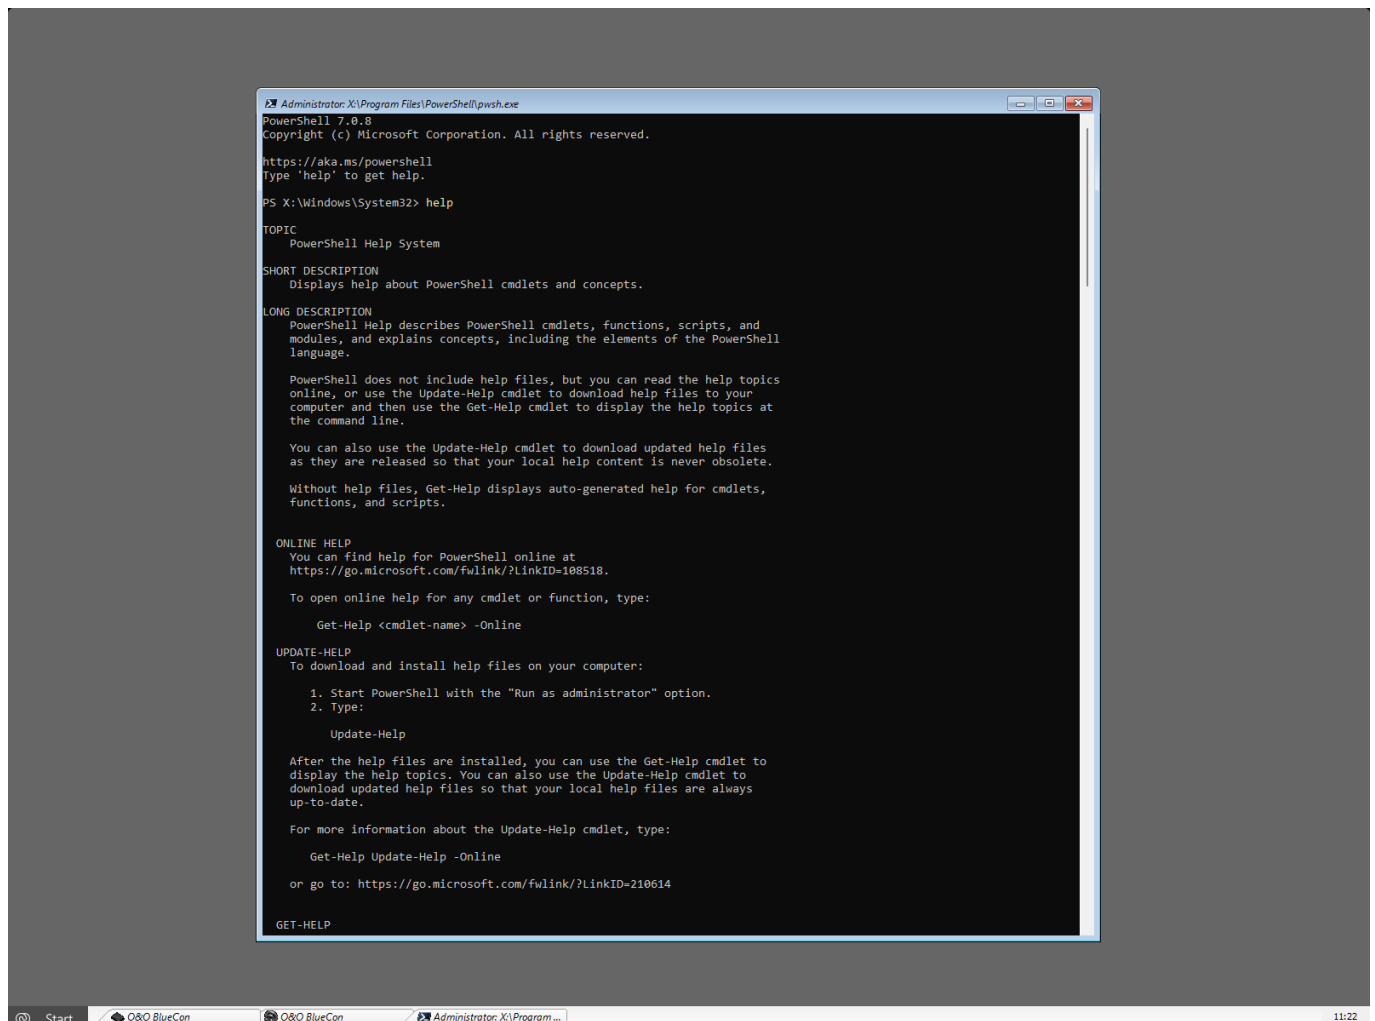 Administrator: X:\Program Files\PowerShell\pwsh.exe
PowerShell 7.0.8
Copyright (c) Microsoft Corporation. All rights reserved.
https://aka.ms/powershell
Type 'help' to get help.
PS X:\Windows\System32> help
TOPIC
PowerShell Help System
SHORT DESCRIPTION
Displays help about PowerShell cmdlets and concepts.
LONG DESCRIPTION
PowerShell Help describes PowerShell cmdlets, functions, scripts, and
modules, and explains concepts, including the elements of the PowerShell
language.
PowerShell does not include help files, but you can read the help topics
online, or use the Update-Help cmdlet to download help files to your
computer and then use the Get-Help cmdlet to display the help topics at
the command line.
You can also use the Update-Help cmdlet to download updated help files
as they are released so that your local help content is never obsolete.
Without help files, Get-Help displays auto-generated help for cmdlets,
functions, and scripts.
ONLINE HELP
You can find help for PowerShell online at
https://go.microsoft.com/fwlink/?LinkID=108518.
To open online help for any cmdlet or function, type:
Get-Help <cmdlet-name> -Online
UPDATE-HELP
To download and install help files on your computer:
1. Start PowerShell with the "Run as administrator" option.
2. Type:
Update-Help
After the help files are installed, you can use the Get-Help cmdlet to
display the help topics. You can also use the Update-Help cmdlet to
download updated help files so that your local help files are always
up-to-date.
For more information about the Update-Help cmdlet, type:
Get-Help Update-Help -Online
or go to: https://go.microsoft.com/fwlink/?LinkID=210614
GET-HELP
Start O&O BlueCon O&O BlueCon Administrator: X:\Program ... 11:22